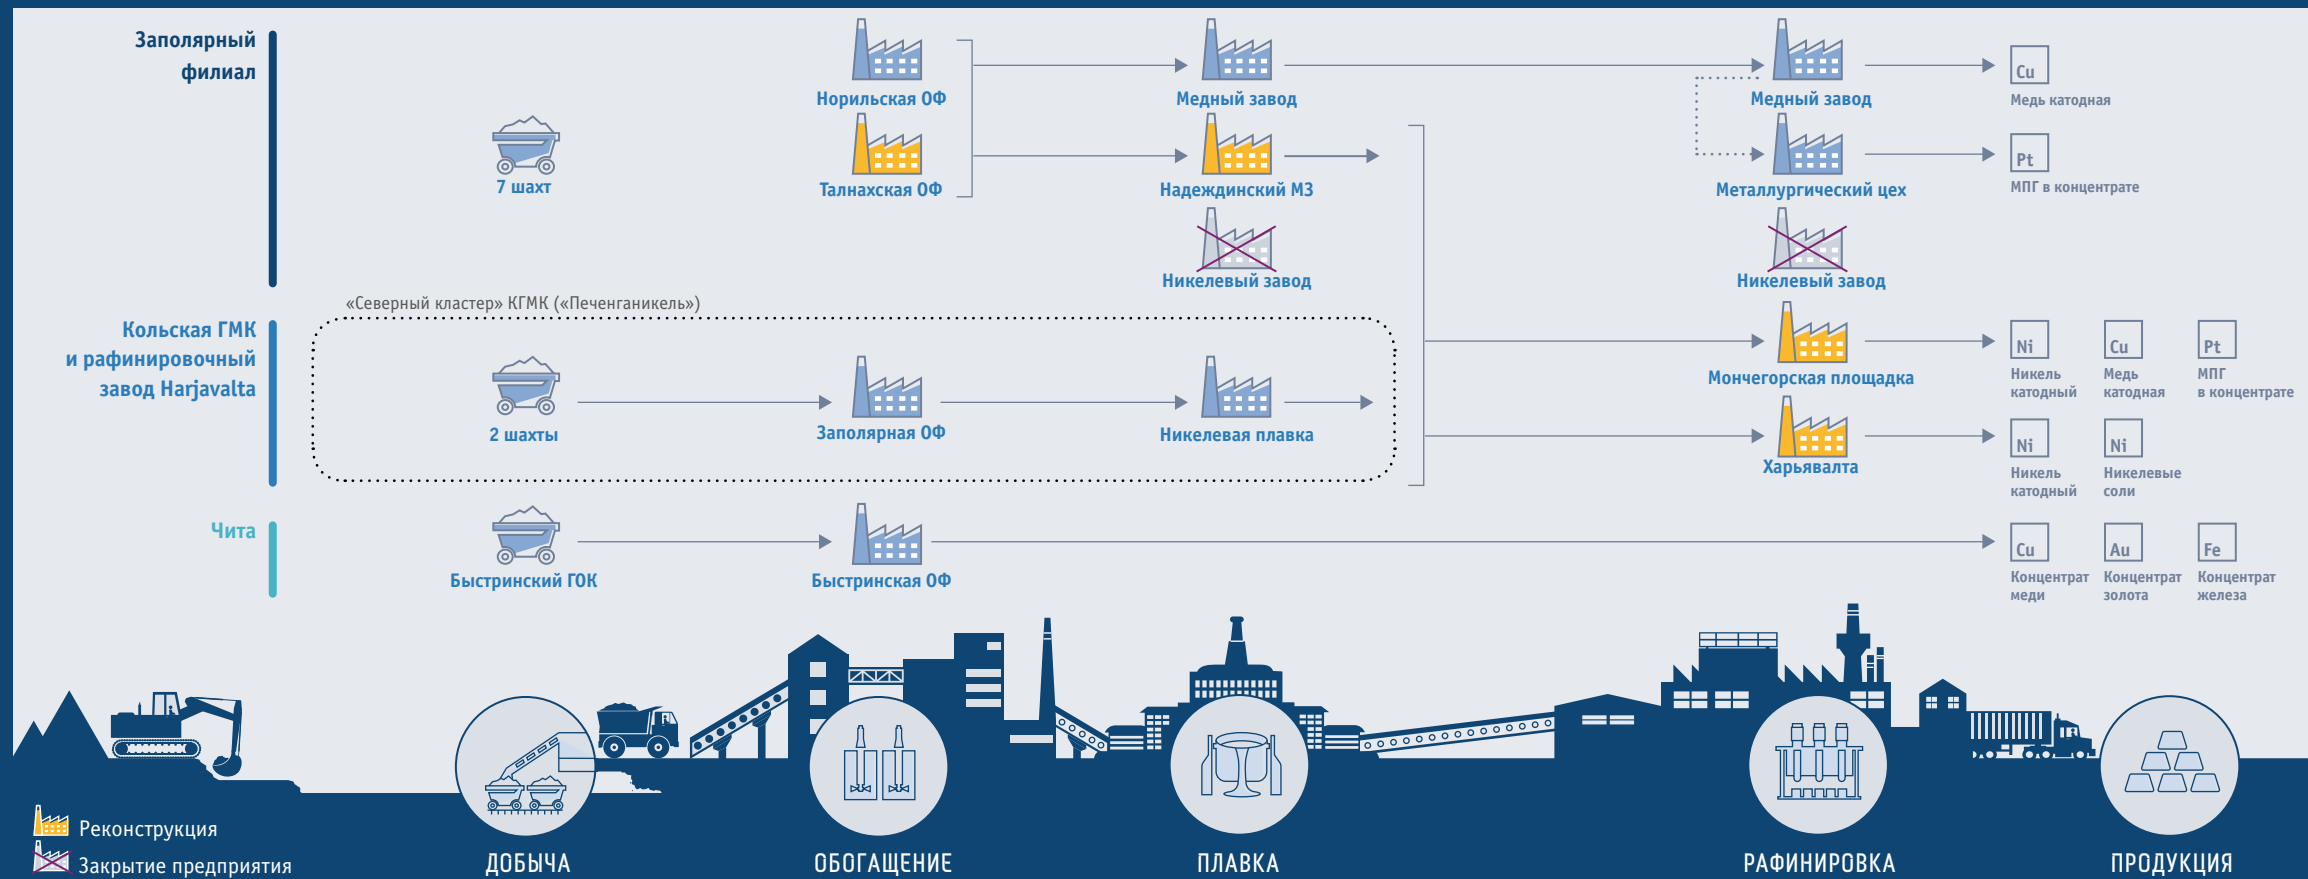 Заполярный
филиал
Норильская ОФ
Медный завод
Медный завод
Cu
Медь катодная
7 шахт
Талнахская ОФ
Надеждинский МЗ
Металлургический цех
Pt
МПГ в концентрате
Никелевый завод
Никелевый завод
«Северный кластер» КГМК («Печенганикель»)
Кольская ГМК
и рафинировочный
завод Harjavalta
2 шахты
Заполярная ОФ
Никелевая плавка
Мончегорская площадка
Ni
Никель
катодный
Cu
Медь
катодная
Pt
МПГ
в концентрате
Харьявалта
Ni
Никель
катодный
Ni
Никелевые
соли
Чита
Быстринский ГОК
Быстринская ОФ
Cu
Концентрат
меди
Au
Концентрат
золота
Fe
Концентрат
железа
Реконструкция
Закрытие предприятия
ДОБЫЧА
ОБОГАЩЕНИЕ
ПЛАВКА
РАФИНИРОВКА
ПРОДУКЦИЯ